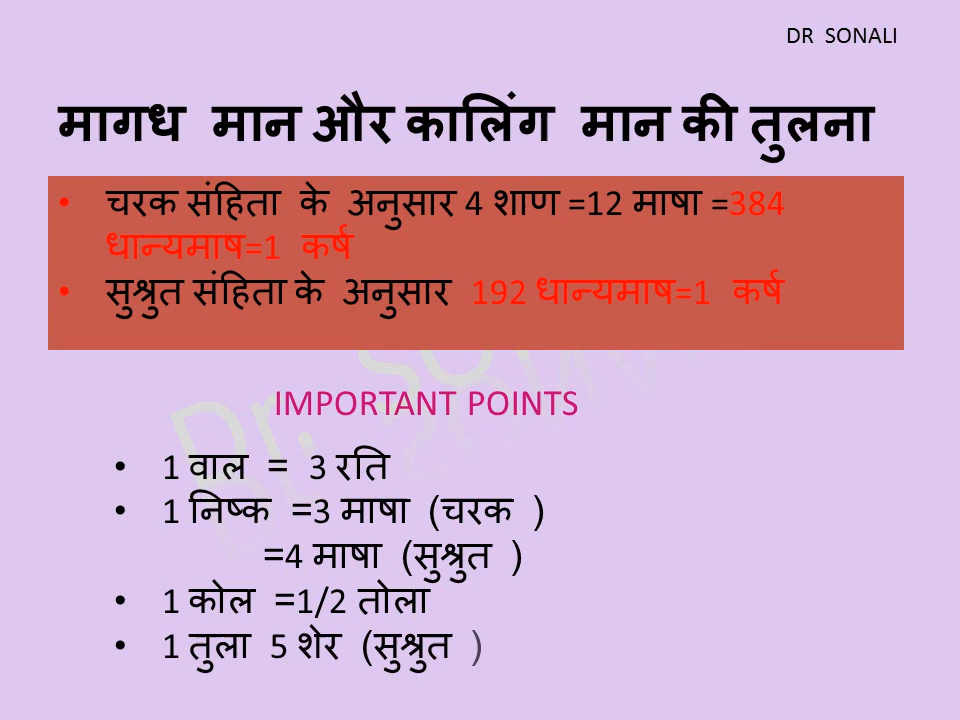 DR SONALI
मागध मान और कालिंग मान की तुलना
• चरक संहिता के अनुसार 4 शाण =12 माषा =384
धान्यमाष=1 कर्ष
• सुश्रुत संहिता के अनुसार 192 धान्यमाष=1 कर्ष
IMPORTANT POINTS
• 1 वाल = 3 रति
• 1 निष्क =3 माषा (चरक )
=4 माषा (सुश्रुत )
• 1 कोल =1/2 तोला
• 1 तुला 5 शेर (सुश्रुत )